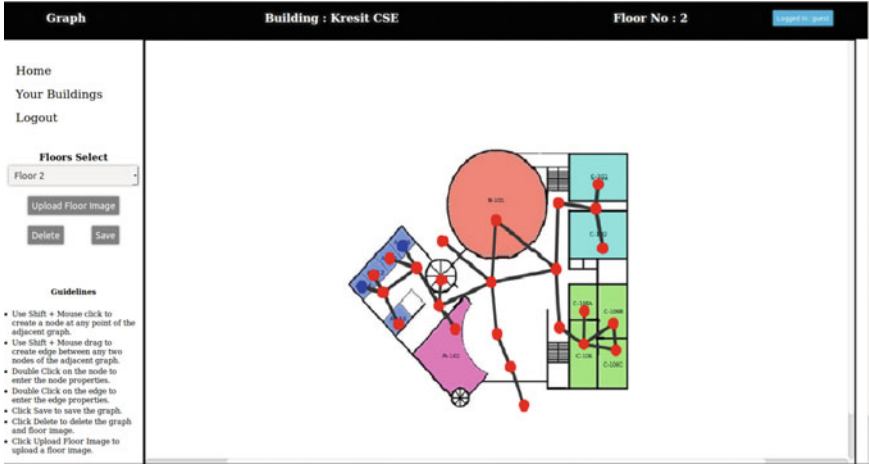 Graph
Building : Kresit CSE
Floor No : 2
Logged in: guest
Home
Your Buildings
Logout
Floors Select
Floor 2
Upload Floor Image
Delete
Save
Guidelines
• Use Shift + Mouse click to
create a node at any point of the
adjacent graph.
• Use Shift + Mouse drag to
create edge between any two
nodes of the adjacent graph.
• Double Click on the node to
enter the node properties.
• Double Click on the edge to
enter the edge properties.
• Click Save to save the graph.
• Click Delete to delete the graph
and floor image.
• Click Upload Floor Image to
upload a floor image.
B-101
C-106
C-106B
C-106C